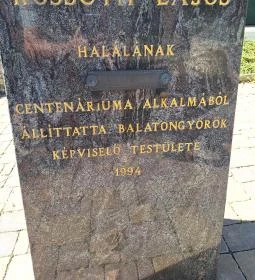 KOSSUTH LAJOS
HALÁLÁNAK
CENTENÁRIUMA ALKALMÁBÓL
ÁLLÍTTATTA BALATONGYÖRÖK
KÉPVISELŐ TESTÜLETE
1994